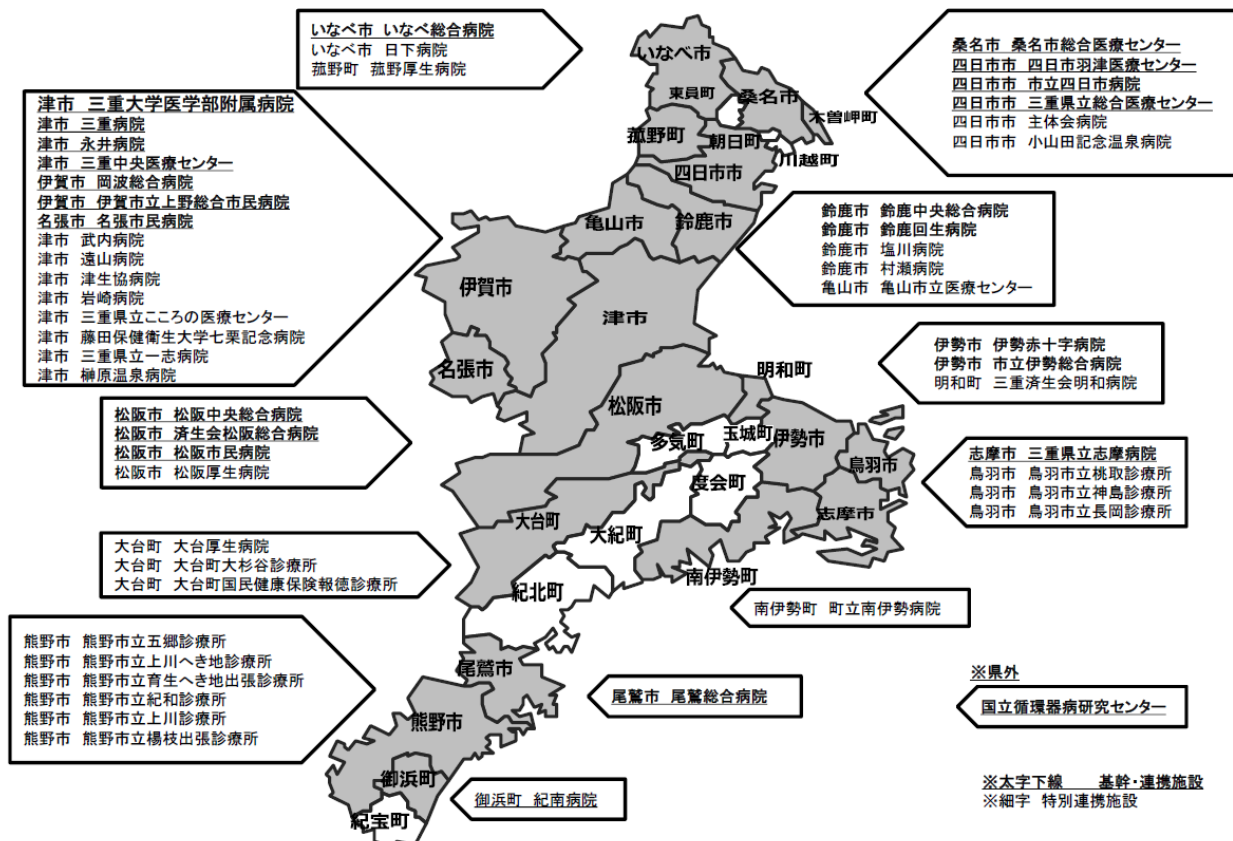 いなべ市 いなべ総合病院
いなべ市 日下病院
菰野町 菰野厚生病院
桑名市 桑名市総合医療センター
四日市市 四日市羽津医療センター
四日市市 市立四日市病院
四日市市 三重県立総合医療センター
四日市市 主体会病院
四日市市 小山田記念温泉病院
津市 三重大学医学部附属病院
津市 三重病院
津市 永井病院
津市 三重中央医療センター
伊賀市 岡波総合病院
伊賀市 伊賀市立上野総合市民病院
名張市 名張市民病院
津市 武内病院
津市 遠山病院
津市 津生協病院
津市 岩崎病院
津市 三重県立こころの医療センター
津市 藤田保健衛生大学七栗記念病院
津市 三重県立一志病院
津市 榊原温泉病院
鈴鹿市 鈴鹿中央総合病院
鈴鹿市 鈴鹿回生病院
鈴鹿市 塩川病院
鈴鹿市 村瀬病院
亀山市 亀山市立医療センター
伊勢市 伊勢赤十字病院
伊勢市 市立伊勢総合病院
明和町 三重済生会明和病院
松阪市 松阪中央総合病院
松阪市 済生会松阪総合病院
松阪市 松阪市民病院
松阪市 松阪厚生病院
志摩市 三重県立志摩病院
鳥羽市 鳥羽市立桃取診療所
鳥羽市 鳥羽市立神島診療所
鳥羽市 鳥羽市立長岡診療所
大台町 大台厚生病院
大台町 大台町大杉谷診療所
大台町 大台町国民健康保険報徳診療所
南伊勢町 町立南伊勢病院
熊野市 熊野市立五郷診療所
熊野市 熊野市立上川へき地診療所
熊野市 熊野市立育生へき地出張診療所
熊野市 熊野市立紀和診療所
熊野市 熊野市立上川診療所
熊野市 熊野市立楊枝出張診療所
尾鷲市 尾鷲総合病院
御浜町 紀南病院
※県外
国立循環器病研究センター
※太字下線 基幹・連携施設
※細字 特別連携施設
いなべ市
東員町
桑名市
木曽岬町
菰野町
朝日町
川越町
四日市市
亀山市
鈴鹿市
伊賀市
津市
名張市
明和町
松阪市
多気町
玉城町
伊勢市
鳥羽市
度会町
志摩市
大台町
大紀町
南伊勢町
紀北町
尾鷲市
熊野市
御浜町
紀宝町